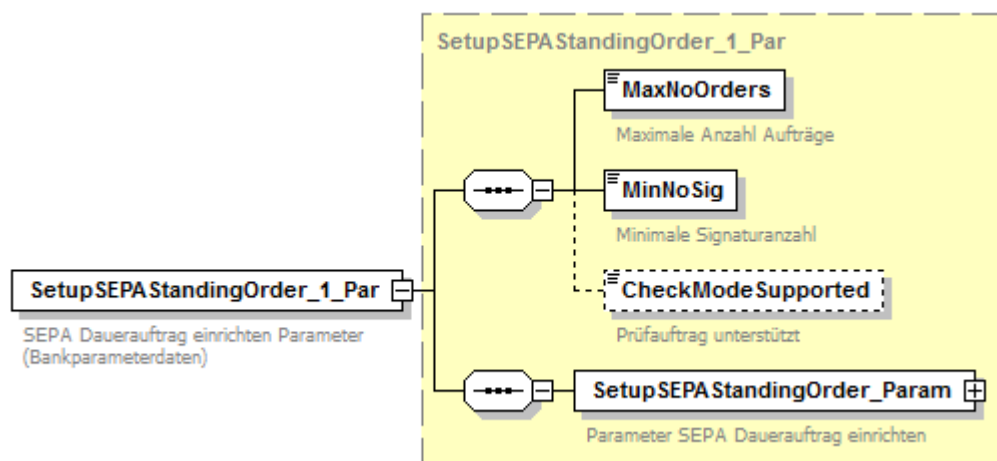 SetupSEPAStandingOrder_1_Par
MaxNoOrders
Maximale Anzahl Aufträge
MinNoSig
Minimale Signaturanzahl
SetupSEPAStandingOrder_1_Par
SEPA Dauerauftrag einrichten Parameter
(Bankparameterdaten)
CheckModeSupported
Prüfauftrag unterstützt
SetupSEPAStandingOrder_Param
Parameter SEPA Dauerauftrag einrichten